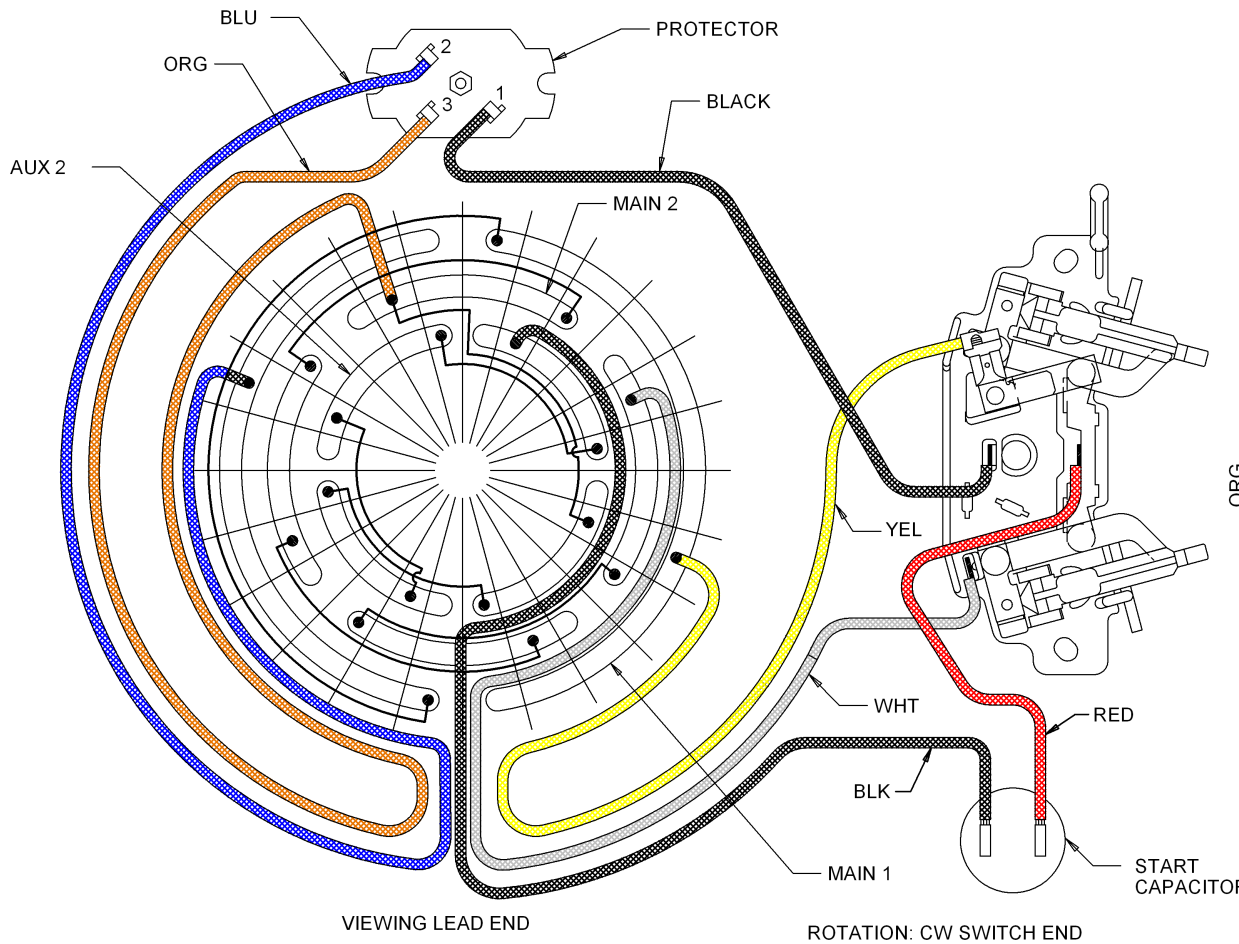 BLU
2
PROTECTOR
ORG
3
1
BLACK
AUX 2
MAIN 2
ORG
YEL
WHT
RED
BLK
MAIN 1
START
CAPACITOR
VIEWING LEAD END
ROTATION: CW SWITCH END